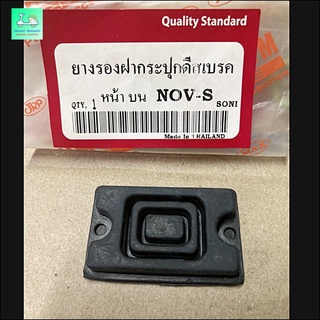 Quality Standard
ยางรองฝากระปุกดิสเบรค
QTY. 1 หน้า บน NOV-S SONI
Made In THAILAND
JRP